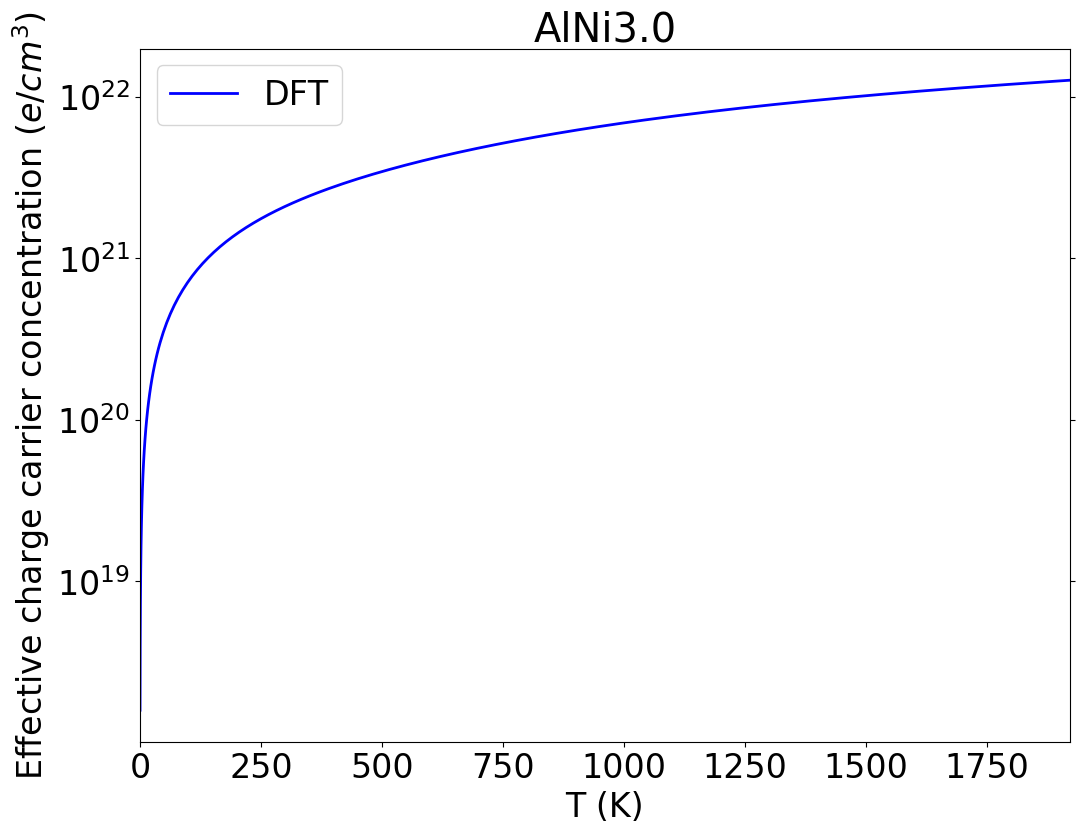 AlNi3.0
DFT
Effective charge carrier concentration (e/cm³)
10²²
10²¹
10²⁰
10¹⁹
0 250 500 750 1000 1250 1500 1750
T (K)